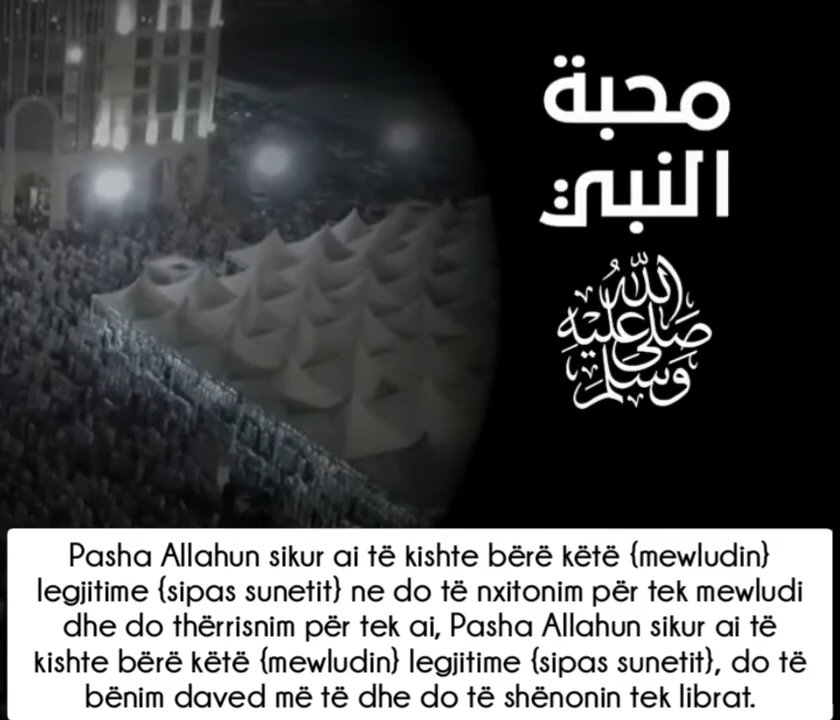 محبة
النبي
صلى الله عليه وسلم
Pasha Allahun sikur ai të kishte bërë këtë {mewludin}
legjitime {sipas sunetit} ne do të nxitonim për tek mewludi
dhe do thërrisnim për tek ai, Pasha Allahun sikur ai të
kishte bërë këtë {mewludin} legjitime {sipas sunetit}, do të
bënim daved më të dhe do të shënonin tek librat.